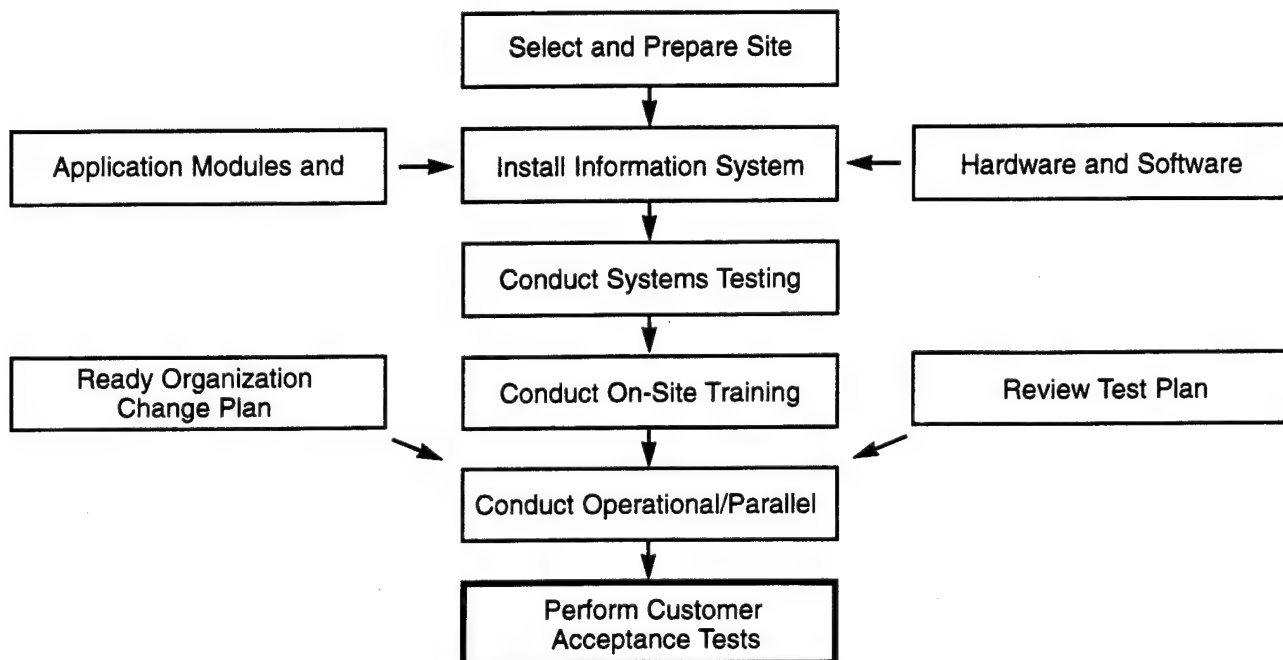 Select and Prepare Site
Application Modules and
Install Information System
Hardware and Software
Conduct Systems Testing
Ready Organization
Change Plan
Conduct On-Site Training
Review Test Plan
Conduct Operational/Parallel
Perform Customer
Acceptance Tests